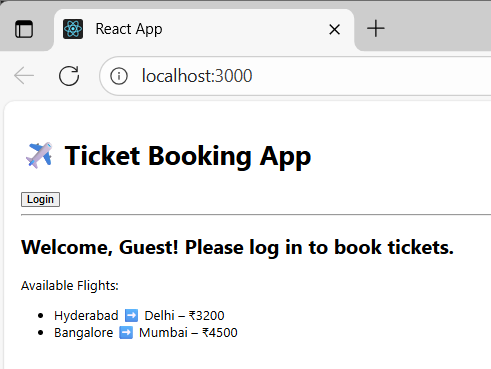 React App
localhost:3000
✈️ Ticket Booking App
Login
Welcome, Guest! Please log in to book tickets.
Available Flights:
• Hyderabad ➡️ Delhi – ₹3200
• Bangalore ➡️ Mumbai – ₹4500